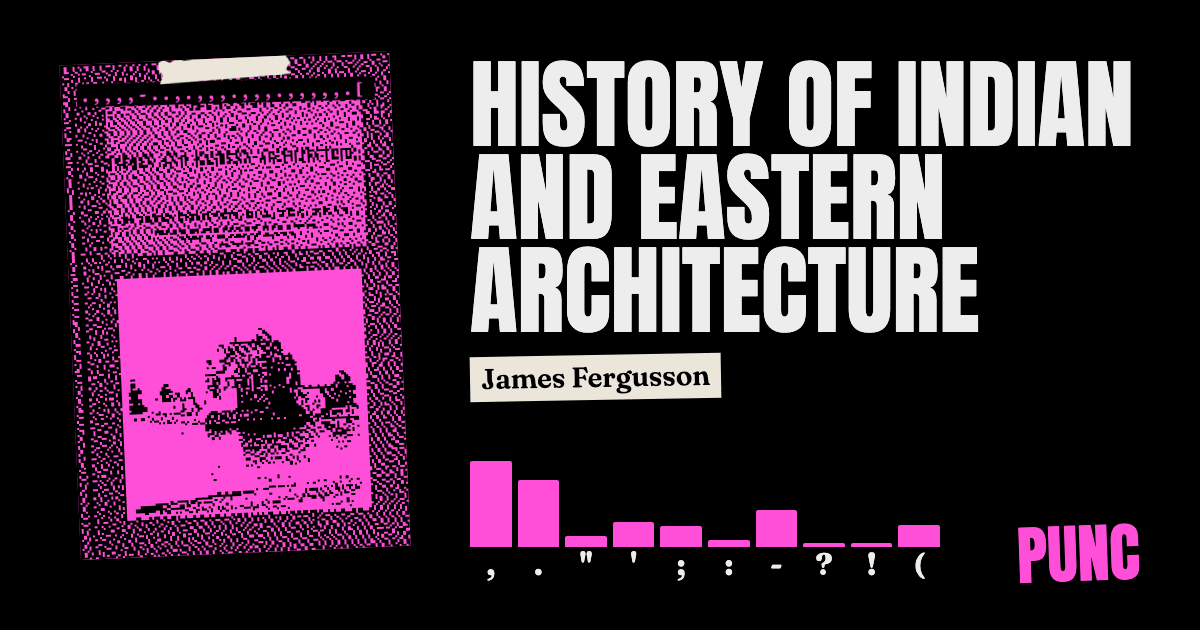 HISTORY OF INDIAN
AND EASTERN
ARCHITECTURE
James Fergusson
, . " ' ; : - ? ! (
PUNC